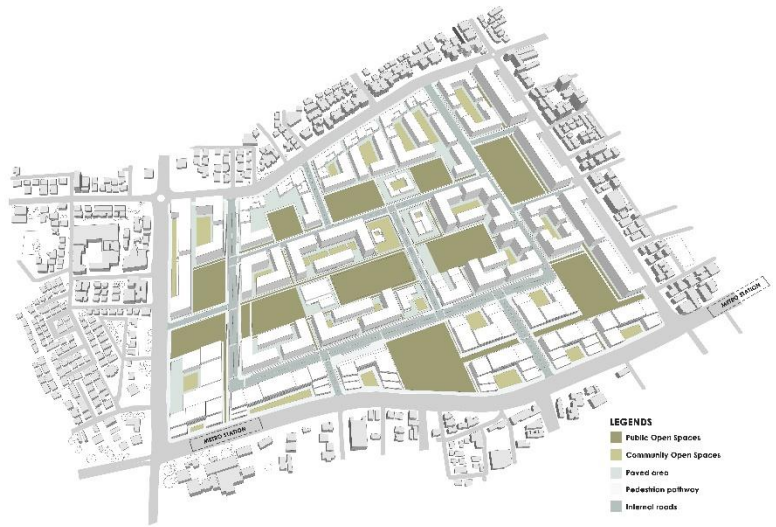 METRO STATION
METRO STATION
LEGENDS
Public Open Spaces
Community Open Spaces
Paved area
Pedestrian pathway
Internal roads